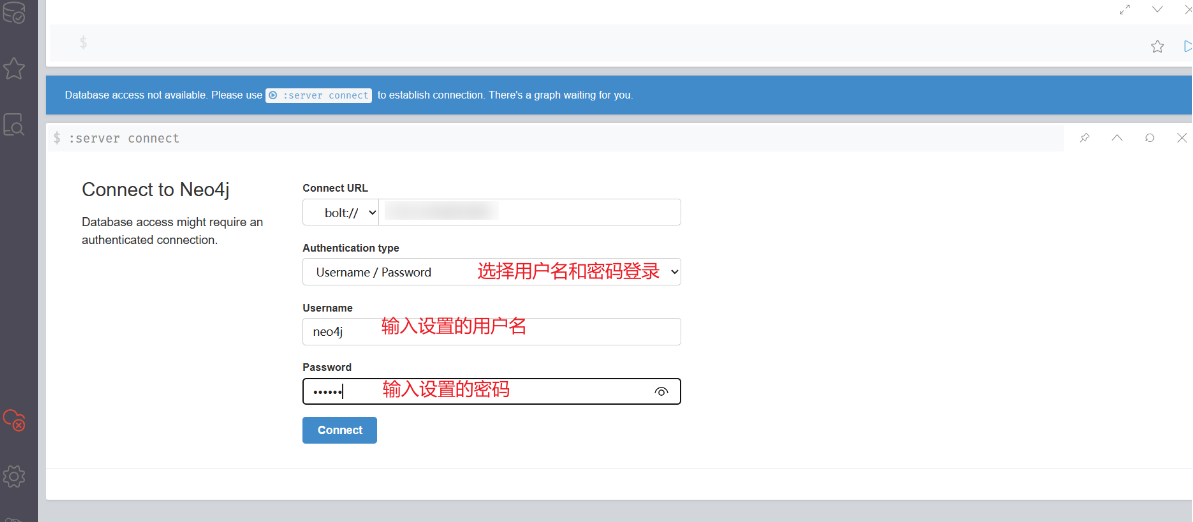 $
Database access not available. Please use :server connect to establish connection. There's a graph waiting for you.
$ :server connect
Connect to Neo4j
Database access might require an
authenticated connection.
Connect URL
bolt://
Authentication type
Username / Password 选择用户名和密码登录
Username
neo4j 输入设置的用户名
Password
•••••• 输入设置的密码
Connect